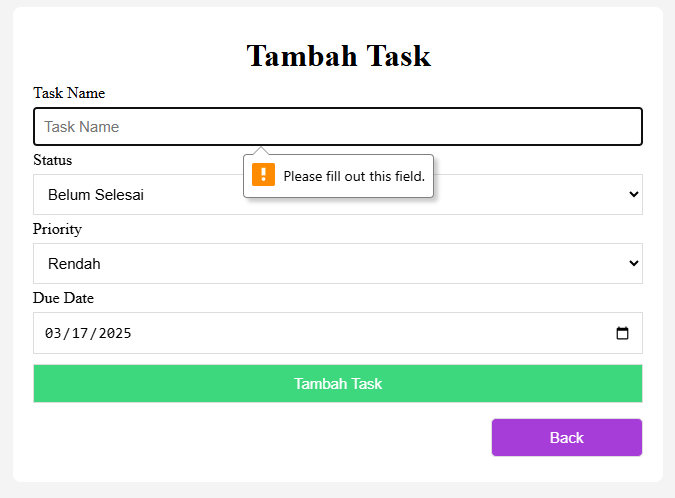 Tambah Task
Task Name
Task Name
Status
Please fill out this field.
Belum Selesai
Priority
Rendah
Due Date
03/17/2025
Tambah Task
Back